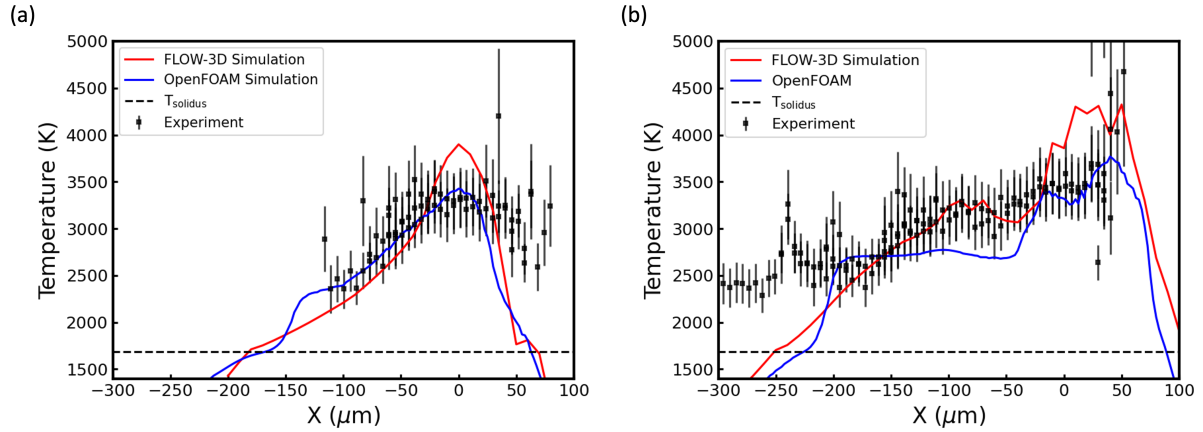 (a)
5000
4500
4000
3500
3000
2500
2000
1500
Temperature (K)
FLOW-3D Simulation
OpenFOAM Simulation
Tsolidus
Experiment
−300 −250 −200 −150 −100 −50 0 50 100
X (μm)
(b)
5000
4500
4000
3500
3000
2500
2000
1500
Temperature (K)
FLOW-3D Simulation
OpenFOAM
Tsolidus
Experiment
−300 −250 −200 −150 −100 −50 0 50 100
X (μm)